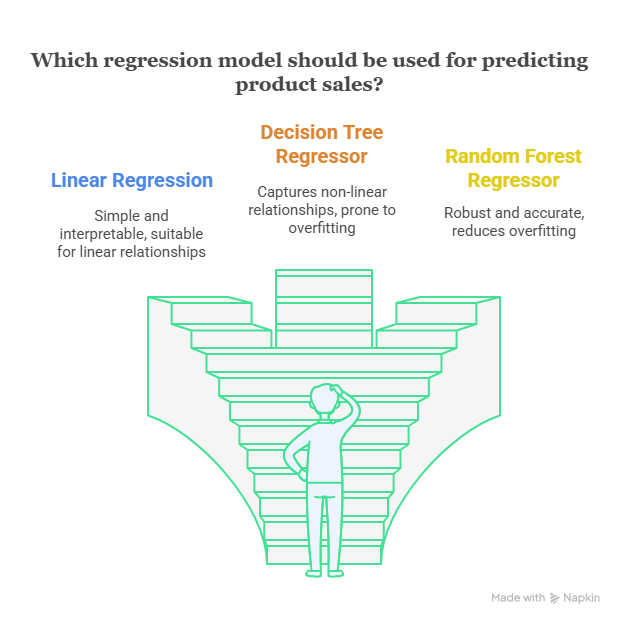 Which regression model should be used for predicting
product sales?
Linear Regression
Simple and
interpretable, suitable
for linear relationships
Decision Tree
Regressor
Captures non-linear
relationships, prone to
overfitting
Random Forest
Regressor
Robust and accurate,
reduces overfitting
Made with Napkin